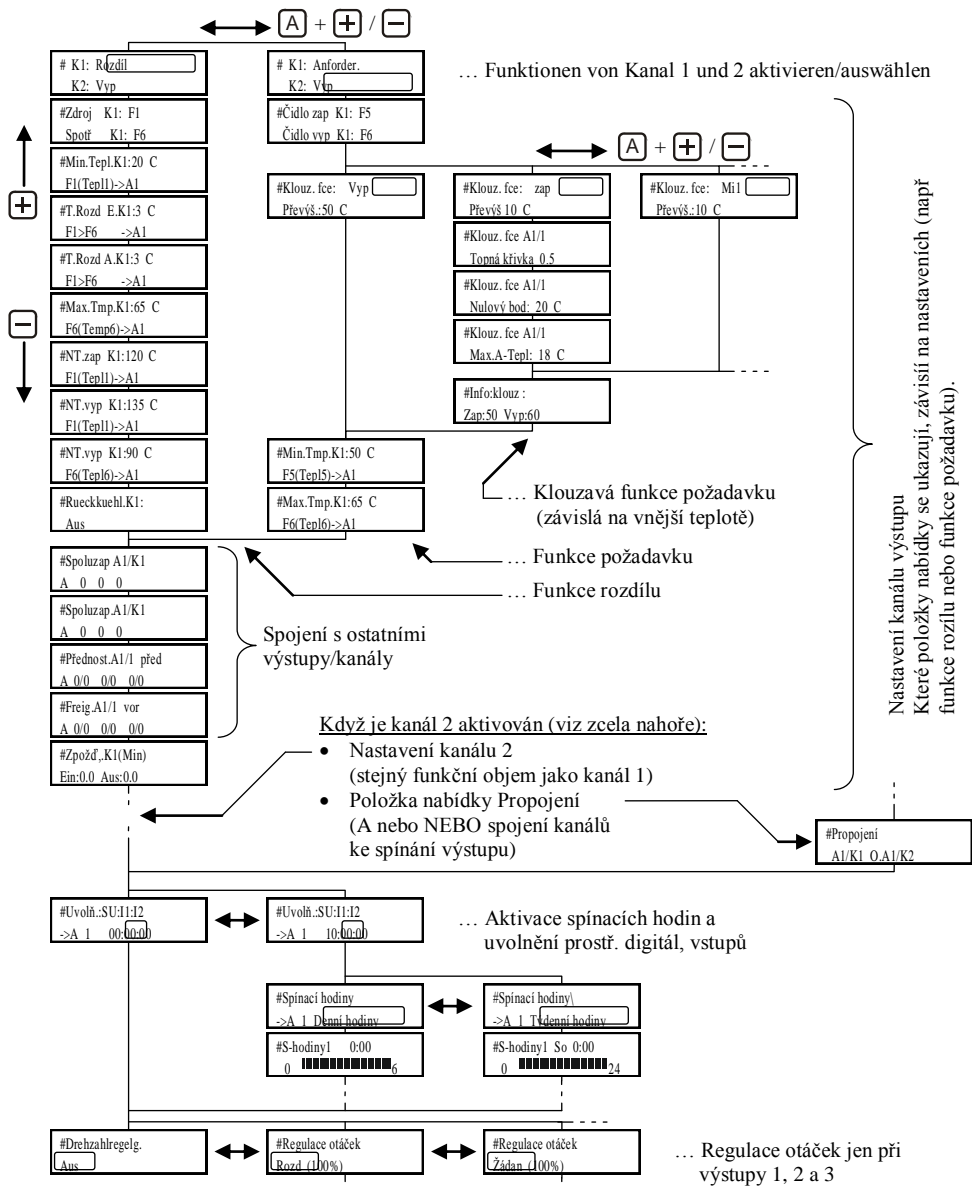 A + + / −
# K1: Rozdíl
K2: Vyp
# K1: Anforder.
K2: Vyp
… Funktionen von Kanal 1 und 2 aktivieren/auswählen
#Zdroj K1: F1
Spotř K1: F6
#Čidlo zap K1: F5
Čidlo vyp K1: F6
A + + / −
+
−
#Min.Tepl.K1:20 C
F1(Tepl1)->A1
#T.Rozd E.K1:3 C
F1>F6 ->A1
#T.Rozd A.K1:3 C
F1>F6 ->A1
#Max.Tmp.K1:65 C
F6(Temp6)->A1
#NT.zap K1:120 C
F1(Tepl1)->A1
#NT.vyp K1:135 C
F1(Tepl1)->A1
#NT.vyp K1:90 C
F6(Tepl6)->A1
#Rueckkuehl.K1:
Aus
#Klouz. fce: Vyp
Převýš.:50 C
#Klouz. fce: zap
Převýš 10 C
#Klouz. fce: Mi1
Převýš.:10 C
#Klouz. fce A1/1
Topná křivka 0.5
#Klouz. fce A1/1
Nulový bod: 20 C
#Klouz. fce A1/1
Max.A-Tepl: 18 C
#Info:klouz :
Zap:50 Vyp:60
#Min.Tmp.K1:50 C
F5(Tepl5)->A1
#Max.Tmp.K1:65 C
F6(Tepl6)->A1
… Klouzavá funkce požadavku
(závislá na vnější teplotě)
… Funkce požadavku
… Funkce rozdílu
Nastavení kanálu výstupu
Které položky nabídky se ukazují, závisií na nastaveních (např
funkce rozílu nebo funkce požadavku).
#Spoluzap A1/K1
A 0 0 0
#Spoluzap.A1/K1
A 0 0 0
#Přednost.A1/1 před
A 0/0 0/0 0/0
#Freig.A1/1 vor
A 0/0 0/0 0/0
#Zpožď,.K1(Min)
Ein:0.0 Aus:0.0
Spojení s ostatními
výstupy/kanály
Když je kanál 2 aktivován (viz zcela nahoře):
• Nastavení kanálu 2
(stejný funkční objem jako kanál 1)
• Položka nabídky Propojení
(A nebo NEBO spojení kanálů
ke spínání výstupu)
#Propojení
A1/K1 O.A1/K2
#Uvolň.:SU:I1:I2
->A 1 00:00:00
#Uvolň.:SU:I1:I2
->A 1 10:00:00
… Aktivace spínacích hodin a
uvolnění prostř. digitál, vstupů
#Spínací hodiny
->A 1 Denní hodiny
#Spínací hodiny\
->A 1 Týdenní hodiny
#S-hodiny1 0:00
0 6
#S-hodiny1 So 0:00
0 24
#Drehzahlregelg.
Aus
#Regulace otáček
Rozd (100%)
#Regulace otáček
Žádan (100%)
… Regulace otáček jen při
výstupy 1, 2 a 3